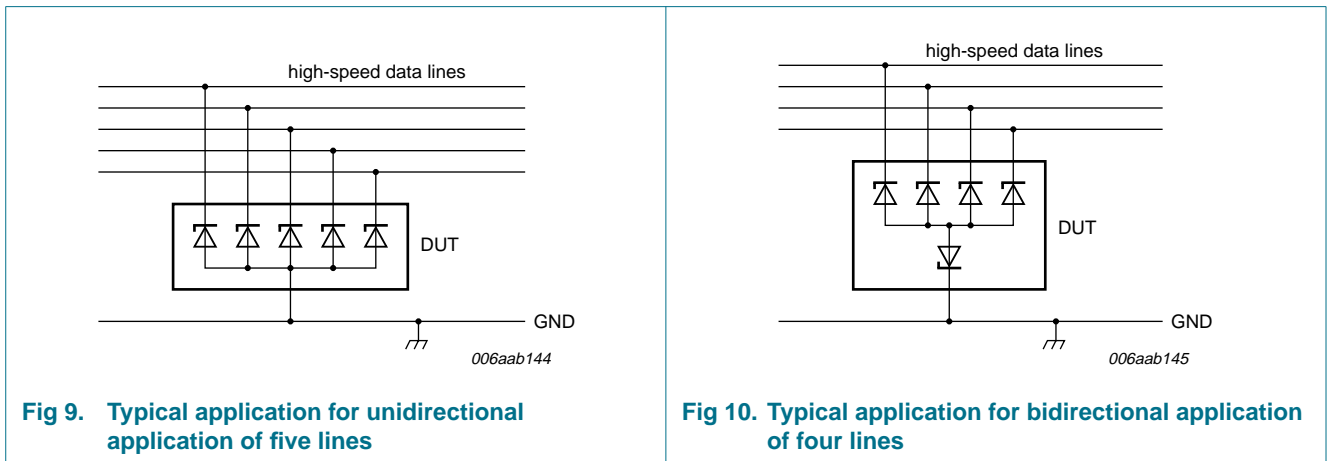 high-speed data lines
DUT
GND
006aab144
Fig 9. Typical application for unidirectional
application of five lines
high-speed data lines
DUT
GND
006aab145
Fig 10. Typical application for bidirectional application
of four lines